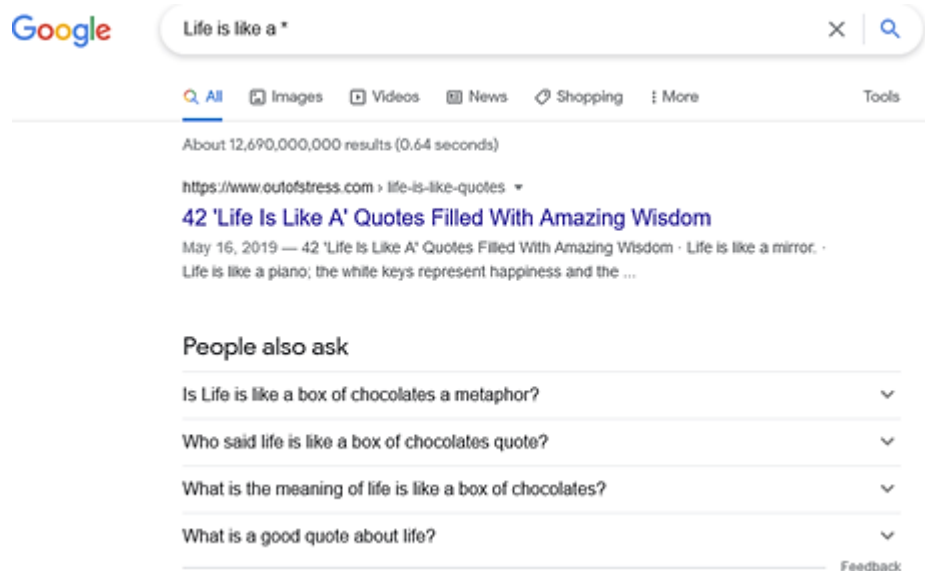 Google
Life is like a *
All Images Videos News Shopping More Tools
About 12,690,000,000 results (0.64 seconds)
https://www.outofstress.com › life-is-like-quotes
42 'Life Is Like A' Quotes Filled With Amazing Wisdom
May 16, 2019 — 42 'Life Is Like A' Quotes Filled With Amazing Wisdom · Life is like a mirror. ·
Life is like a piano; the white keys represent happiness and the ...
People also ask
Is Life is like a box of chocolates a metaphor?
Who said life is like a box of chocolates quote?
What is the meaning of life is like a box of chocolates?
What is a good quote about life?
Feedback